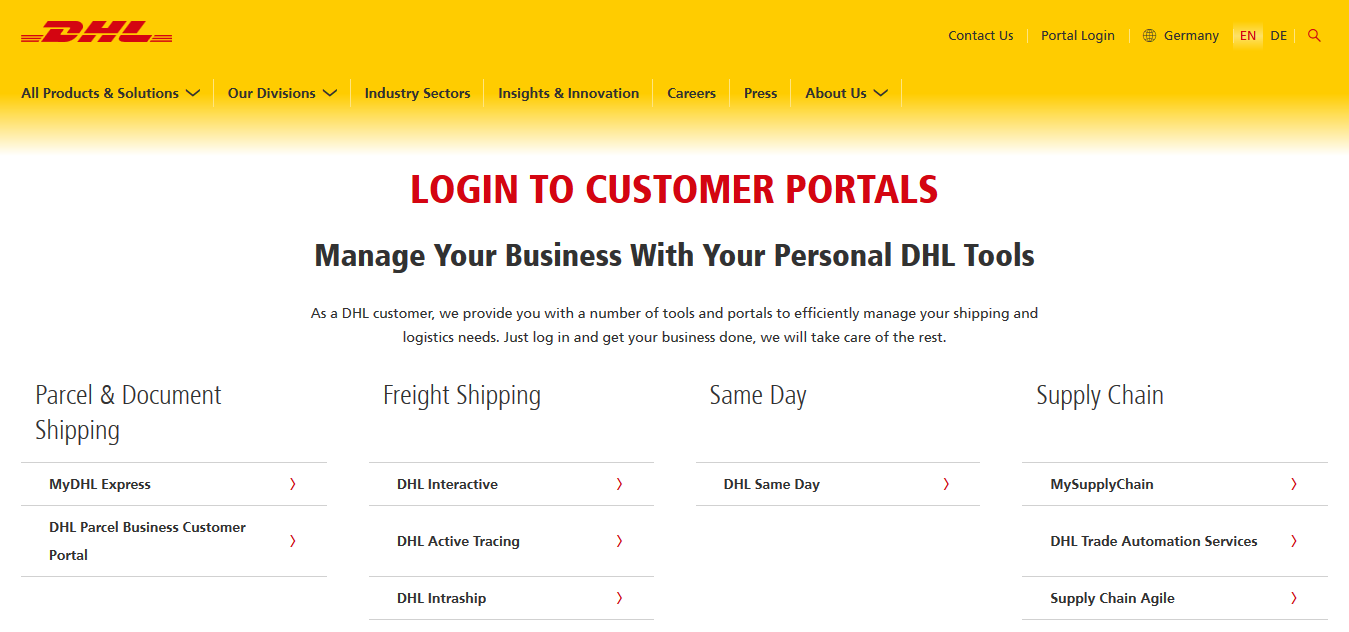 DHL
Contact Us
Portal Login
Germany
EN
DE
All Products & Solutions
Our Divisions
Industry Sectors
Insights & Innovation
Careers
Press
About Us
LOGIN TO CUSTOMER PORTALS
Manage Your Business With Your Personal DHL Tools
As a DHL customer, we provide you with a number of tools and portals to efficiently manage your shipping and
logistics needs. Just log in and get your business done, we will take care of the rest.
Parcel & Document
Shipping
MyDHL Express
DHL Parcel Business Customer
Portal
Freight Shipping
DHL Interactive
DHL Active Tracing
DHL Intraship
Same Day
DHL Same Day
Supply Chain
MySupplyChain
DHL Trade Automation Services
Supply Chain Agile